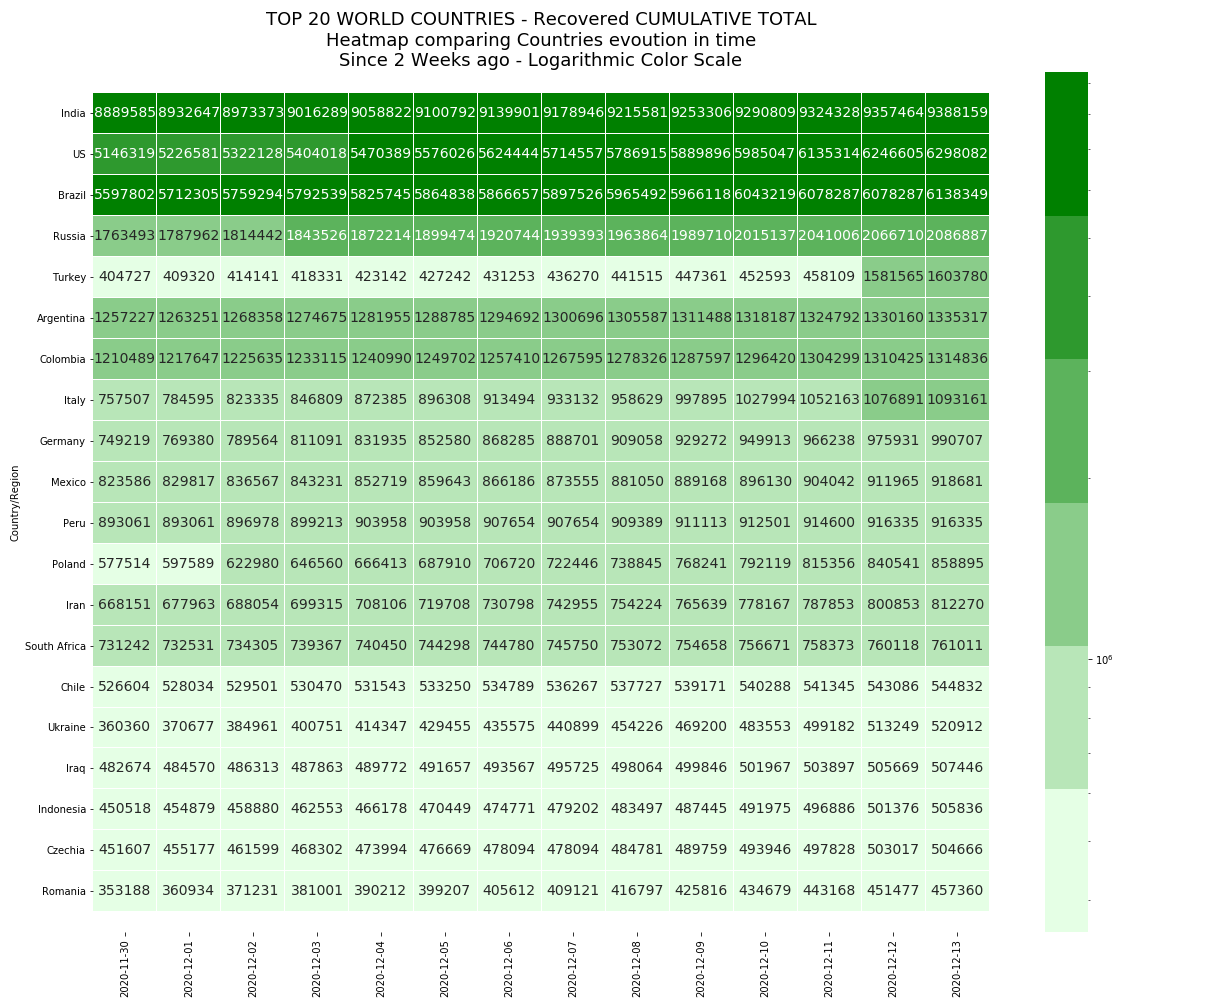 TOP 20 WORLD COUNTRIES - Recovered CUMULATIVE TOTAL
Heatmap comparing Countries evoution in time
Since 2 Weeks ago - Logarithmic Color Scale
India 8889585 8932647 8973373 9016289 9058822 9100792 9139901 9178946 9215581 9253306 9290809 9324328 9357464 9388159
US 5146319 5226581 5322128 5404018 5470389 5576026 5624444 5714557 5786915 5889896 5985047 6135314 6246605 6298082
Brazil 5597802 5712305 5759294 5792539 5825745 5864838 5866657 5897526 5965492 5966118 6043219 6078287 6078287 6138349
Russia 1763493 1787962 1814442 1843526 1872214 1899474 1920744 1939393 1963864 1989710 2015137 2041006 2066710 2086887
Turkey 404727 409320 414141 418331 423142 427242 431253 436270 441515 447361 452593 458109 1581565 1603780
Argentina 1257227 1263251 1268358 1274675 1281955 1288785 1294692 1300696 1305587 1311488 1318187 1324792 1330160 1335317
Colombia 1210489 1217647 1225635 1233115 1240990 1249702 1257410 1267595 1278326 1287597 1296420 1304299 1310425 1314836
Italy 757507 784595 823335 846809 872385 896308 913494 933132 958629 997895 1027994 1052163 1076891 1093161
Germany 749219 769380 789564 811091 831935 852580 868285 888701 909058 929272 949913 966238 975931 990707
Mexico 823586 829817 836567 843231 852719 859643 866186 873555 881050 889168 896130 904042 911965 918681
Peru 893061 893061 896978 899213 903958 903958 907654 907654 909389 911113 912501 914600 916335 916335
Poland 577514 597589 622980 646560 666413 687910 706720 722446 738845 768241 792119 815356 840541 858895
Iran 668151 677963 688054 699315 708106 719708 730798 742955 754224 765639 778167 787853 800853 812270
South Africa 731242 732531 734305 739367 740450 744298 744780 745750 753072 754658 756671 758373 760118 761011
Chile 526604 528034 529501 530470 531543 533250 534789 536267 537727 539171 540288 541345 543086 544832
Ukraine 360360 370677 384961 400751 414347 429455 435575 440899 454226 469200 483553 499182 513249 520912
Iraq 482674 484570 486313 487863 489772 491657 493567 495725 498064 499846 501967 503897 505669 507446
Indonesia 450518 454879 458880 462553 466178 470449 474771 479202 483497 487445 491975 496886 501376 505836
Czechia 451607 455177 461599 468302 473994 476669 478094 478094 484781 489759 493946 497828 503017 504666
Romania 353188 360934 371231 381001 390212 399207 405612 409121 416797 425816 434679 443168 451477 457360
2020-11-30 2020-12-01 2020-12-02 2020-12-03 2020-12-04 2020-12-05 2020-12-06 2020-12-07 2020-12-08 2020-12-09 2020-12-10 2020-12-11 2020-12-12 2020-12-13
Country/Region
10⁶